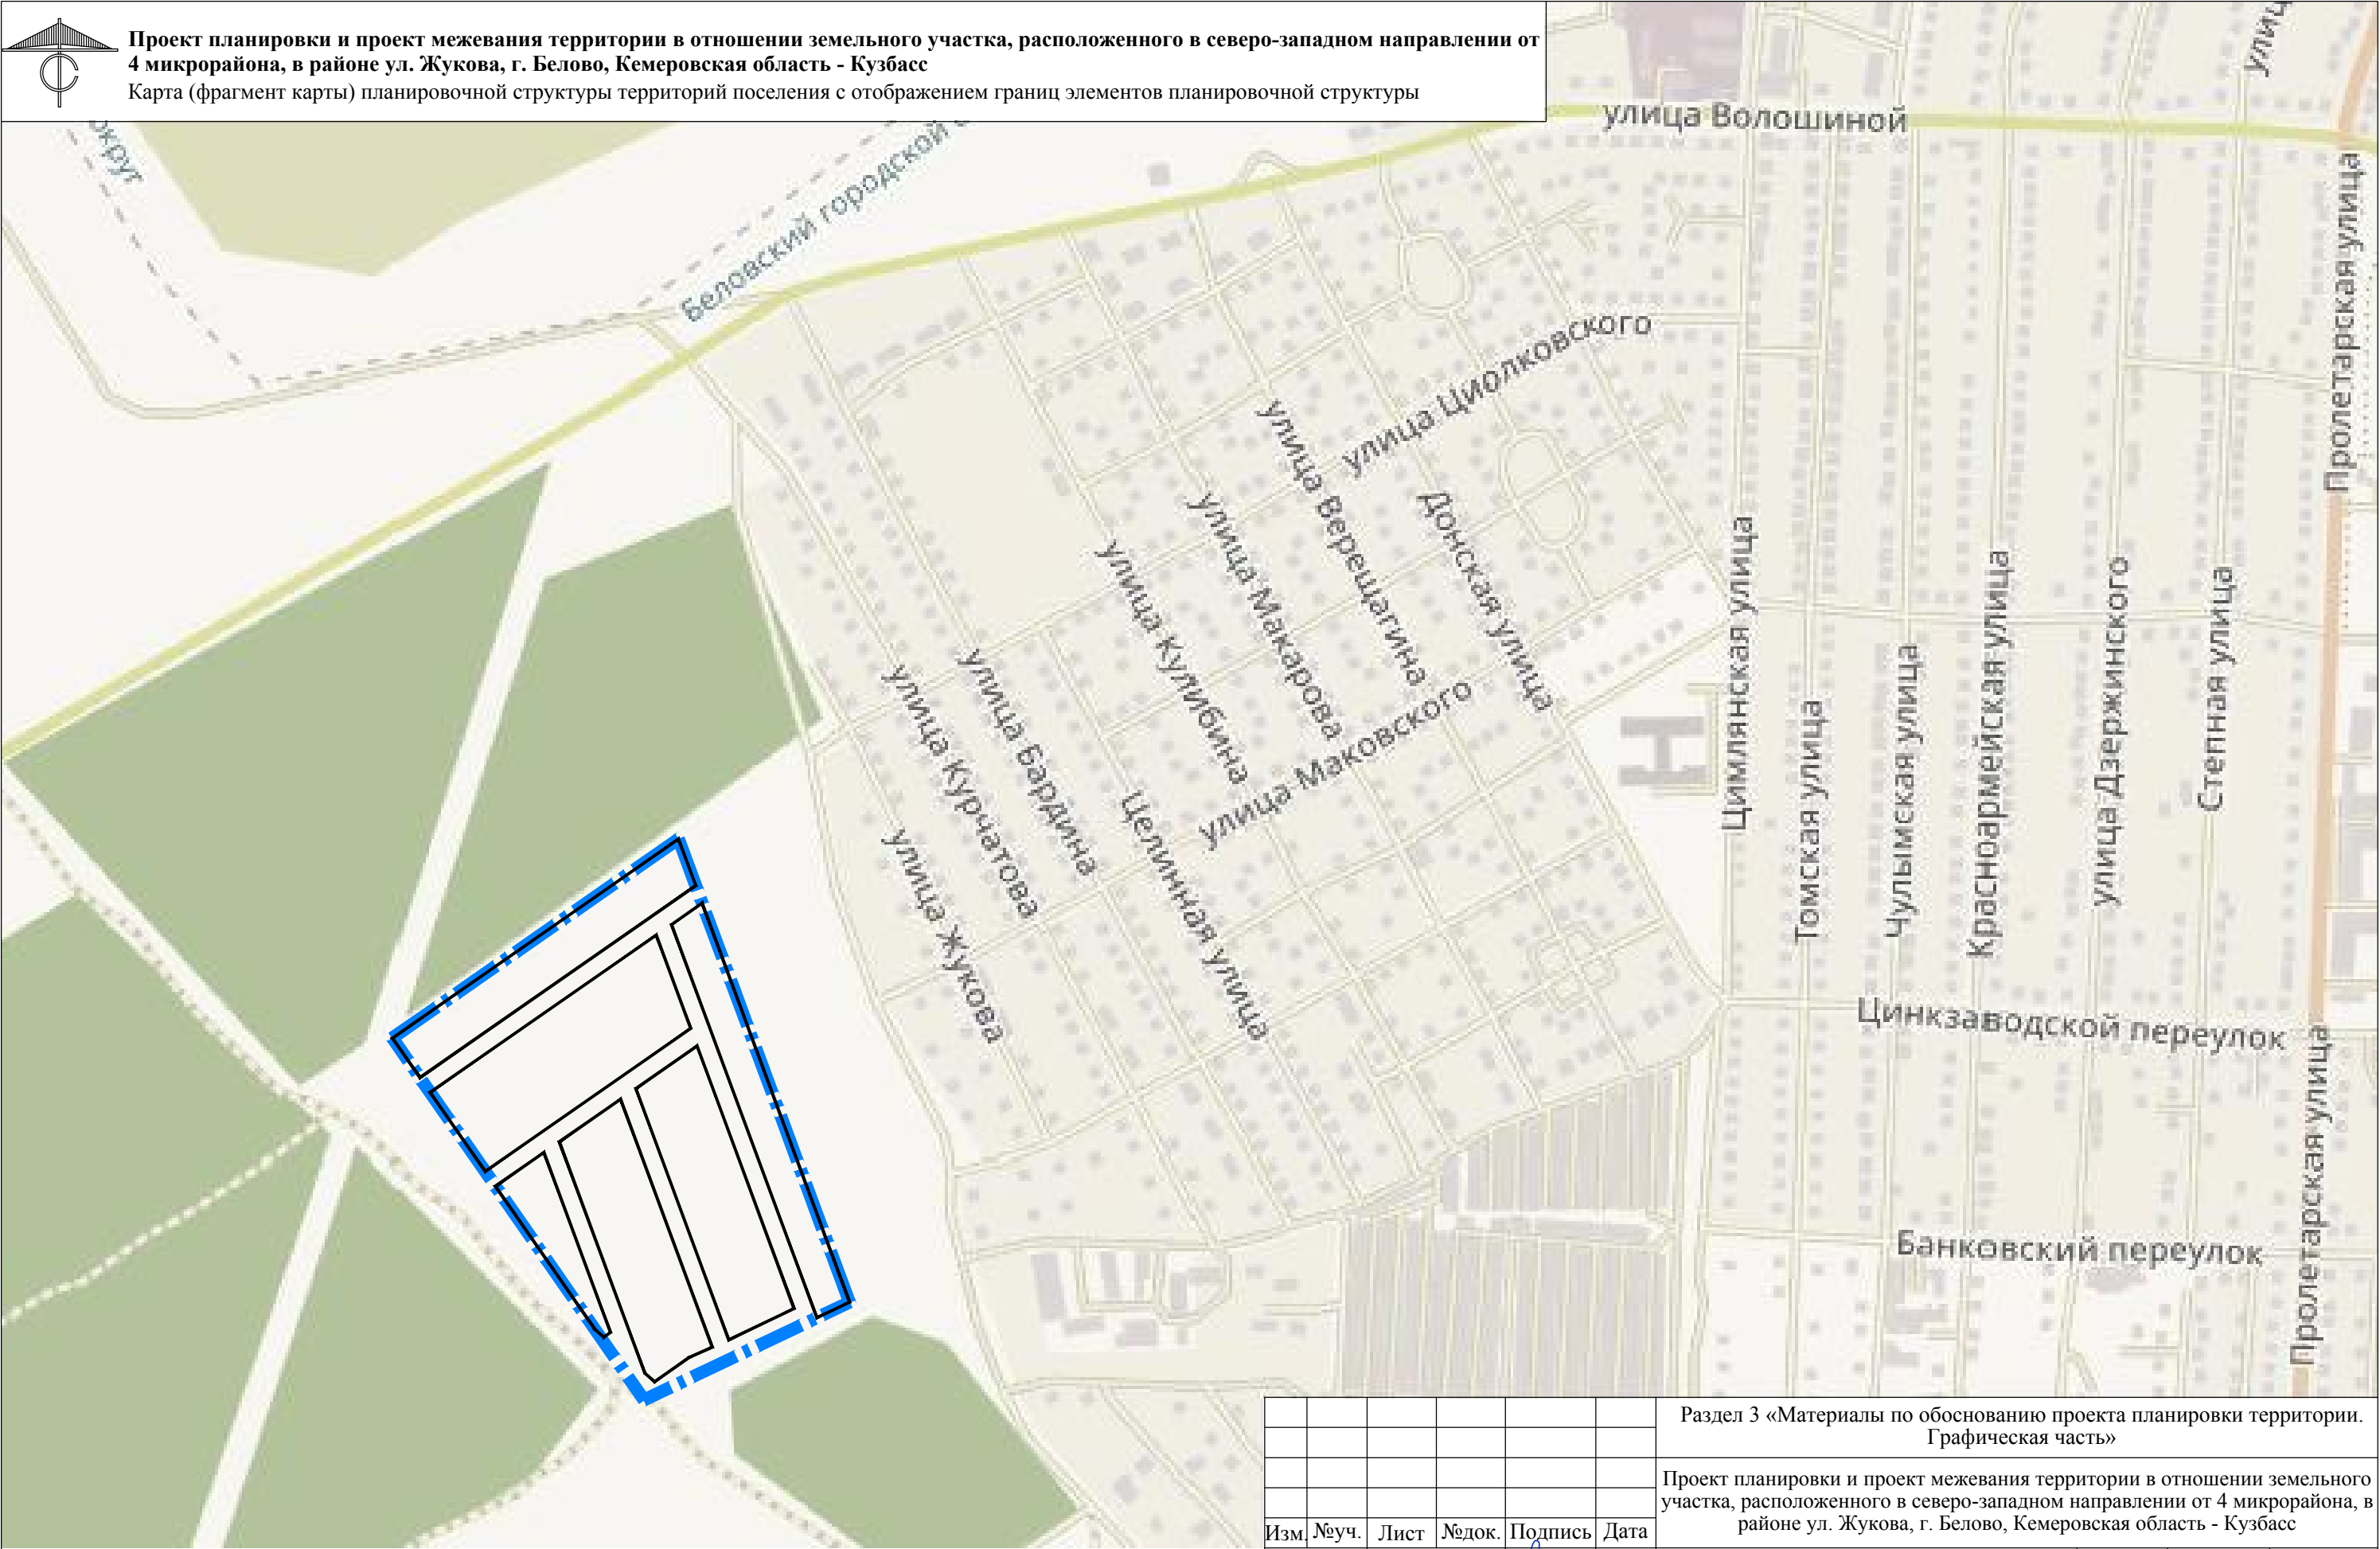 Проект планировки и проект межевания территории в отношении земельного участка, расположенного в северо-западном направлении от
4 микрорайона, в районе ул. Жукова, г. Белово, Кемеровская область - Кузбасс
Карта (фрагмент карты) планировочной структуры территорий поселения с отображением границ элементов планировочной структуры
округ
Беловский городской
улица Волошиной
улиц
Пролетарская улица
улица Циолковского
улица Верещагина
Донская улица
улица Макарова
улица Кулибина
улица Маковского
улица Бардина
улица Курчатова
Целинная улица
улица Жукова
Цимлянская улица
Томская улица
Чулымская улица
Красноармейская улица
улица Дзержинского
Степная улица
Цинкзаводской переулок
Пролетарская улица
Банковский переулок
Раздел 3 «Материалы по обоснованию проекта планировки территории.
Графическая часть»
Проект планировки и проект межевания территории в отношении земельного
участка, расположенного в северо-западном направлении от 4 микрорайона, в
районе ул. Жукова, г. Белово, Кемеровская область - Кузбасс
Изм. №уч. Лист №док. Подпись Дата